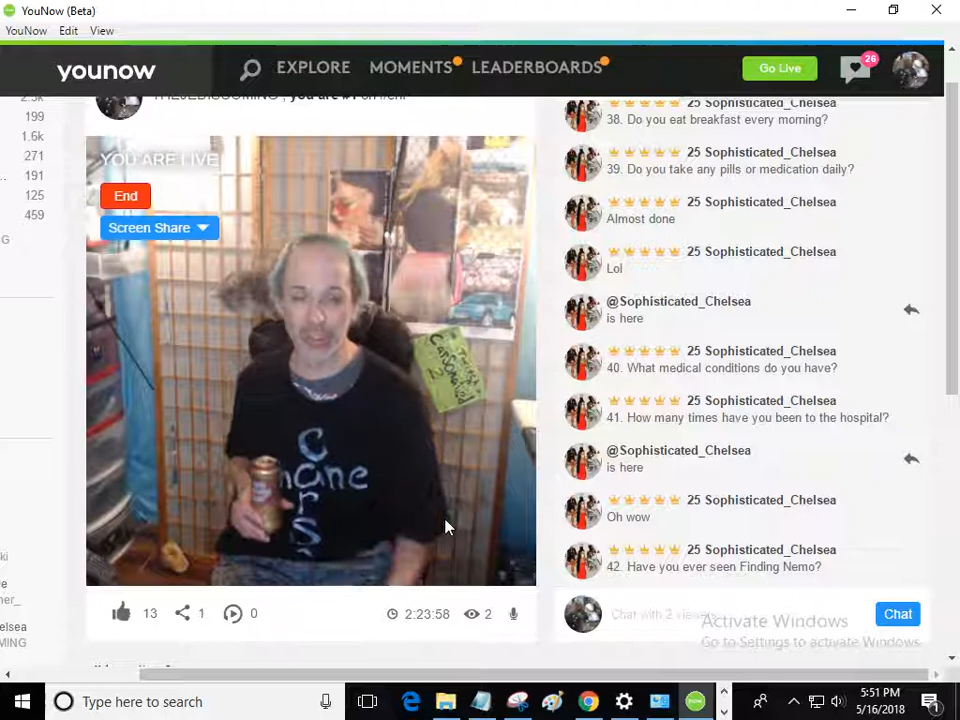 YouNow (Beta)
YouNow Edit View
younow EXPLORE MOMENTS LEADERBOARDS Go Live 26
199
1.6k
271
191
125
459
YOU ARE LIVE
End
Screen Share
25 Sophisticated_Chelsea
38. Do you eat breakfast every morning?
25 Sophisticated_Chelsea
39. Do you take any pills or medication daily?
25 Sophisticated_Chelsea
Almost done
25 Sophisticated_Chelsea
Lol
@Sophisticated_Chelsea
is here
25 Sophisticated_Chelsea
40. What medical conditions do you have?
25 Sophisticated_Chelsea
41. How many times have you been to the hospital?
@Sophisticated_Chelsea
is here
25 Sophisticated_Chelsea
Oh wow
25 Sophisticated_Chelsea
42. Have you ever seen Finding Nemo?
13 1 0 2:23:58 2
Chat with 2 viewers
Chat
Activate Windows
Go to Settings to activate Windows.
Type here to search
5:51 PM
5/16/2018
1